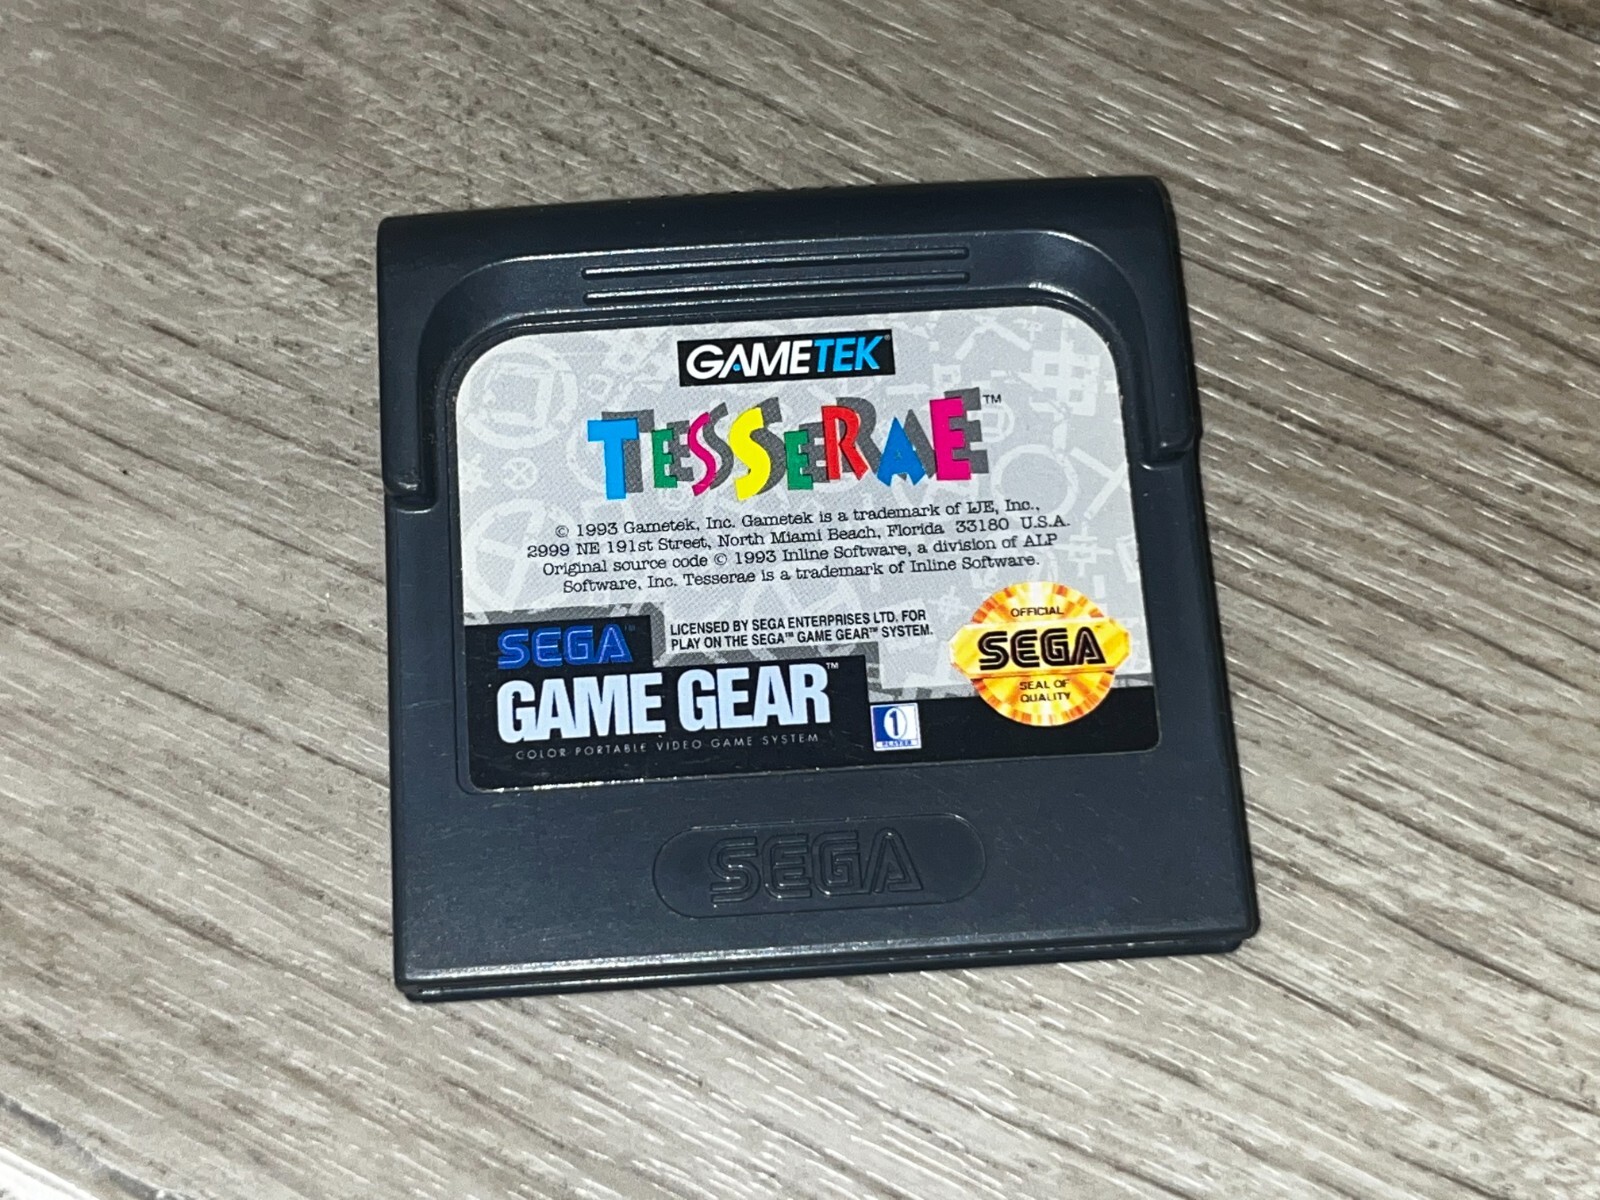 GAMETEK®
TESSERAE™
© 1993 Gametek, Inc. Gametek is a trademark of IJE, Inc.,
2999 NE 191st Street, North Miami Beach, Florida 33180 U.S.A.
Original source code © 1993 Inline Software, a division of ALP
Software, Inc. Tesserae is a trademark of Inline Software.
SEGA™
LICENSED BY SEGA ENTERPRISES LTD. FOR
PLAY ON THE SEGA™ GAME GEAR™ SYSTEM.
GAME GEAR™
COLOR PORTABLE VIDEO GAME SYSTEM
1
PLAYER
OFFICIAL
SEGA
SEAL OF
QUALITY
SEGA